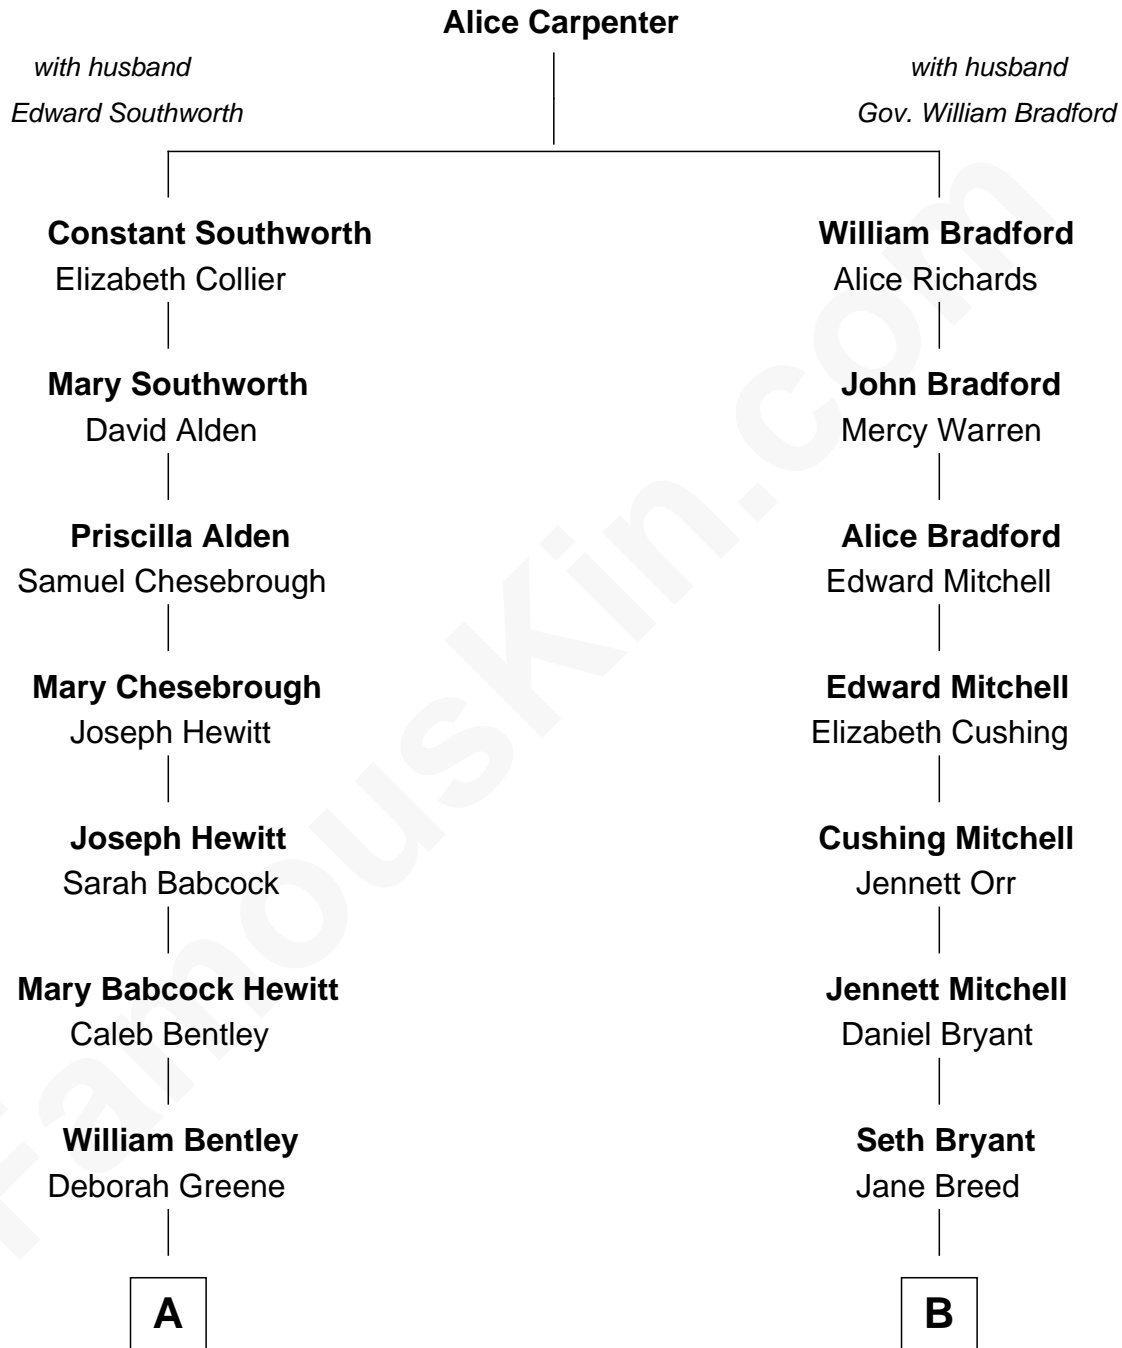 Alice Carpenter
with husband
Edward Southworth
with husband
Gov. William Bradford
Constant Southworth
Elizabeth Collier
William Bradford
Alice Richards
Mary Southworth
David Alden
John Bradford
Mercy Warren
Priscilla Alden
Samuel Chesebrough
Alice Bradford
Edward Mitchell
Mary Chesebrough
Joseph Hewitt
Edward Mitchell
Elizabeth Cushing
Joseph Hewitt
Sarah Babcock
Cushing Mitchell
Jennett Orr
Mary Babcock Hewitt
Caleb Bentley
Jennett Mitchell
Daniel Bryant
William Bentley
Deborah Greene
Seth Bryant
Jane Breed
A
B
FamousKin.com